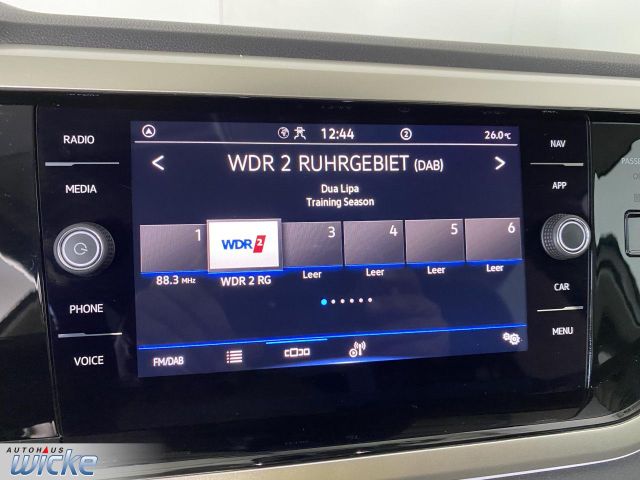 RADIO
MEDIA
PHONE
VOICE
12:44
2
26.0°C
< WDR 2 RUHRGEBIET (DAB) >
Dua Lipa
Training Season
1 WDR 2 3 4 5 6
88.3 MHz WDR 2 RG Leer Leer Leer Leer
FM/DAB
NAV
APP
CAR
MENU
AUTOHAUS
WICKE